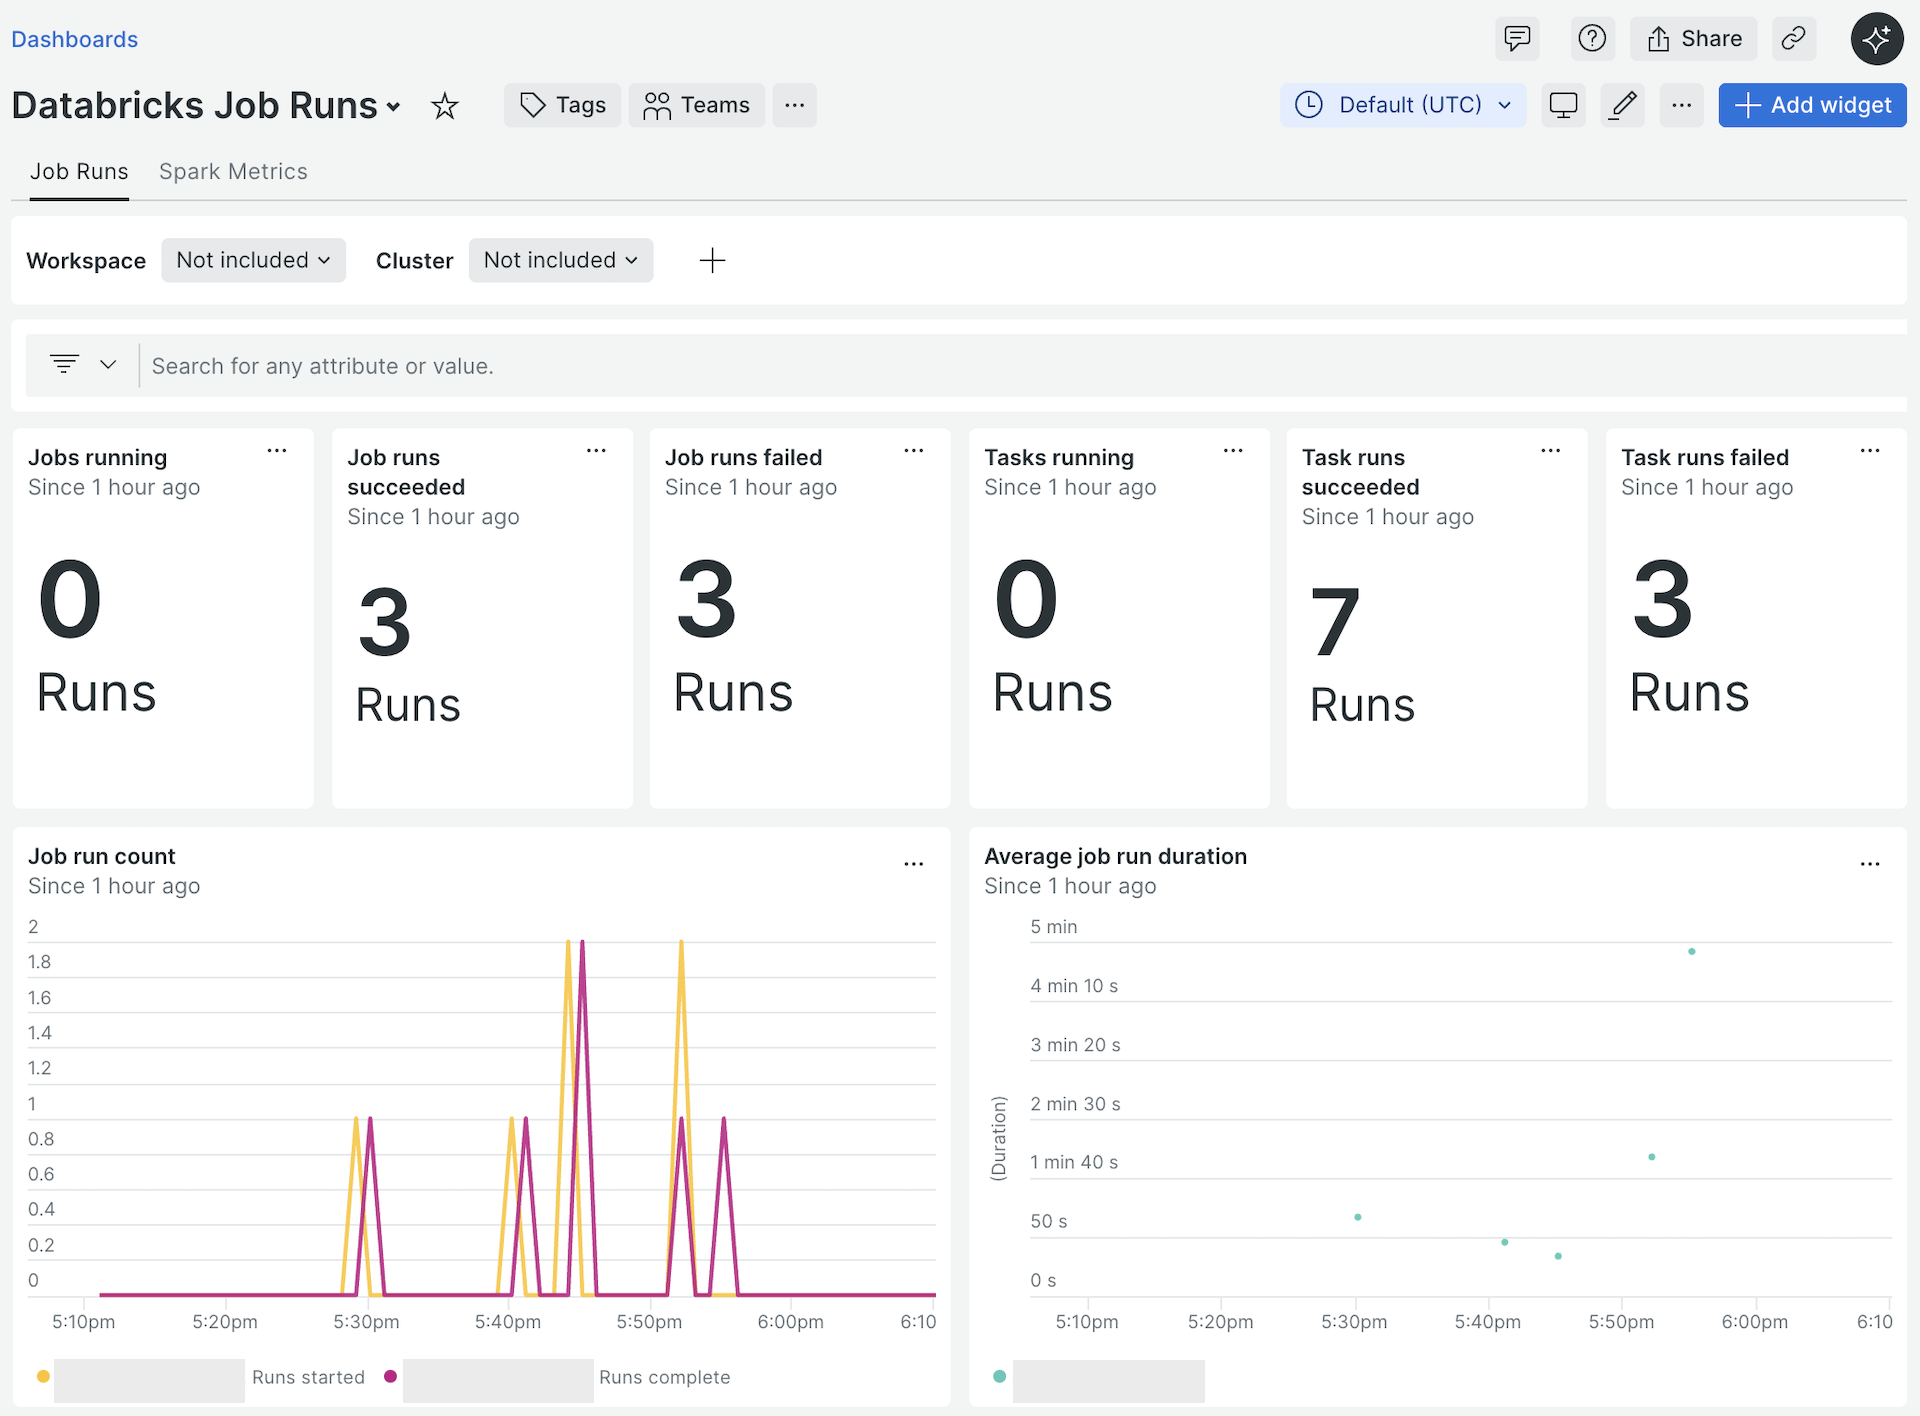 Dashboards
Share
Databricks Job Runs
Tags
Teams
Default (UTC)
Add widget
Job Runs
Spark Metrics
Workspace
Not included
Cluster
Not included
Search for any attribute or value.
Jobs running
Since 1 hour ago
0
Runs
Job runs
succeeded
Since 1 hour ago
3
Runs
Job runs failed
Since 1 hour ago
3
Runs
Tasks running
Since 1 hour ago
0
Runs
Task runs
succeeded
Since 1 hour ago
7
Runs
Task runs failed
Since 1 hour ago
3
Runs
Job run count
Since 1 hour ago
2
1.8
1.6
1.4
1.2
1
0.8
0.6
0.4
0.2
0
5:10pm
5:20pm
5:30pm
5:40pm
5:50pm
6:00pm
6:10
Runs started
Runs complete
Average job run duration
Since 1 hour ago
(Duration)
5 min
4 min 10 s
3 min 20 s
2 min 30 s
1 min 40 s
50 s
0 s
5:10pm
5:20pm
5:30pm
5:40pm
5:50pm
6:00pm
6:10